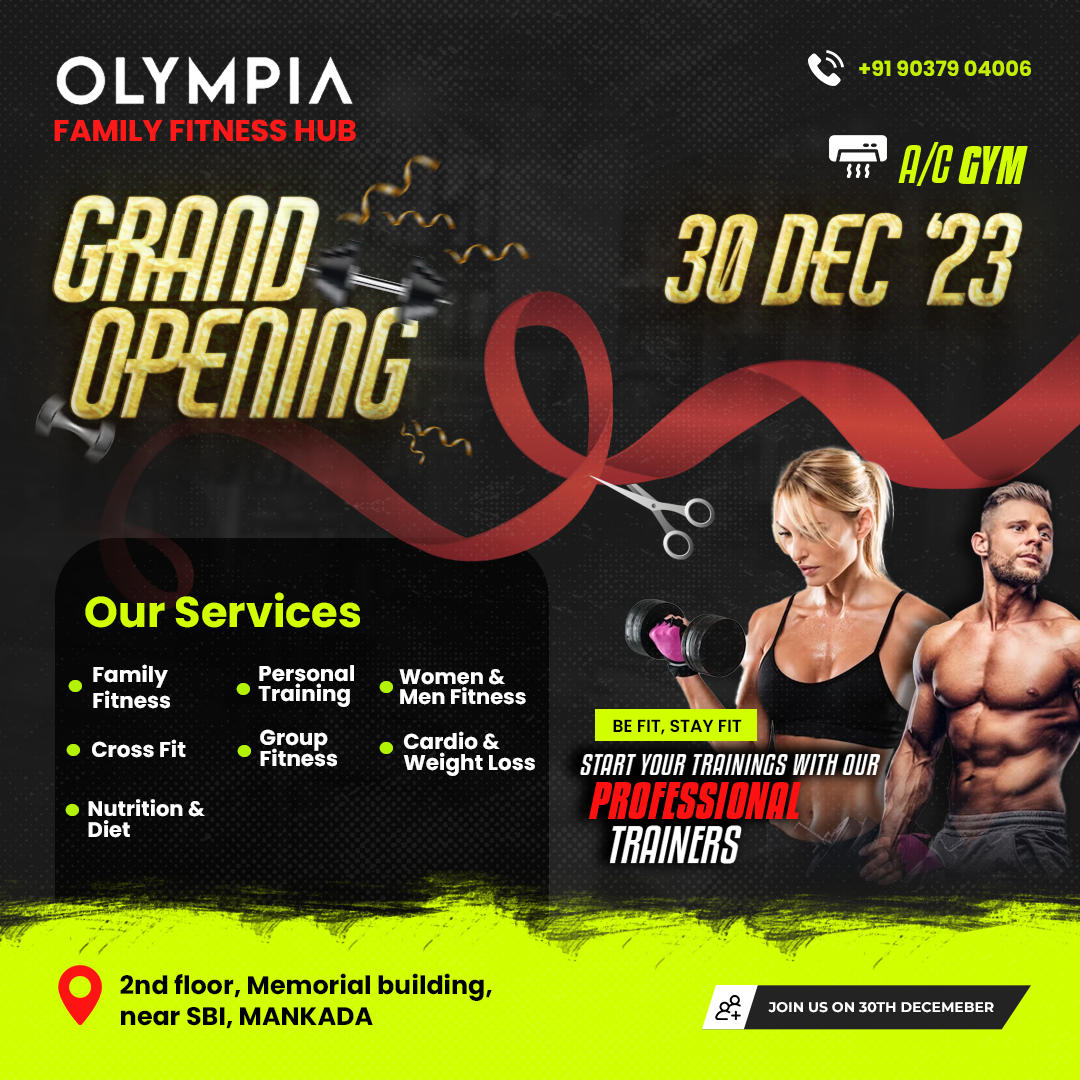 OLYMPIA
FAMILY FITNESS HUB
+91 90379 04006
A/C GYM
GRAND
OPENING
30 DEC ‘23
Our Services
Family
Fitness
Personal
Training
Women &
Men Fitness
Cross Fit
Group
Fitness
Cardio &
Weight Loss
Nutrition &
Diet
BE FIT, STAY FIT
START YOUR TRAININGS WITH OUR
PROFESSIONAL
TRAINERS
2nd floor, Memorial building,
near SBI, MANKADA
JOIN US ON 30TH DECEMEBER